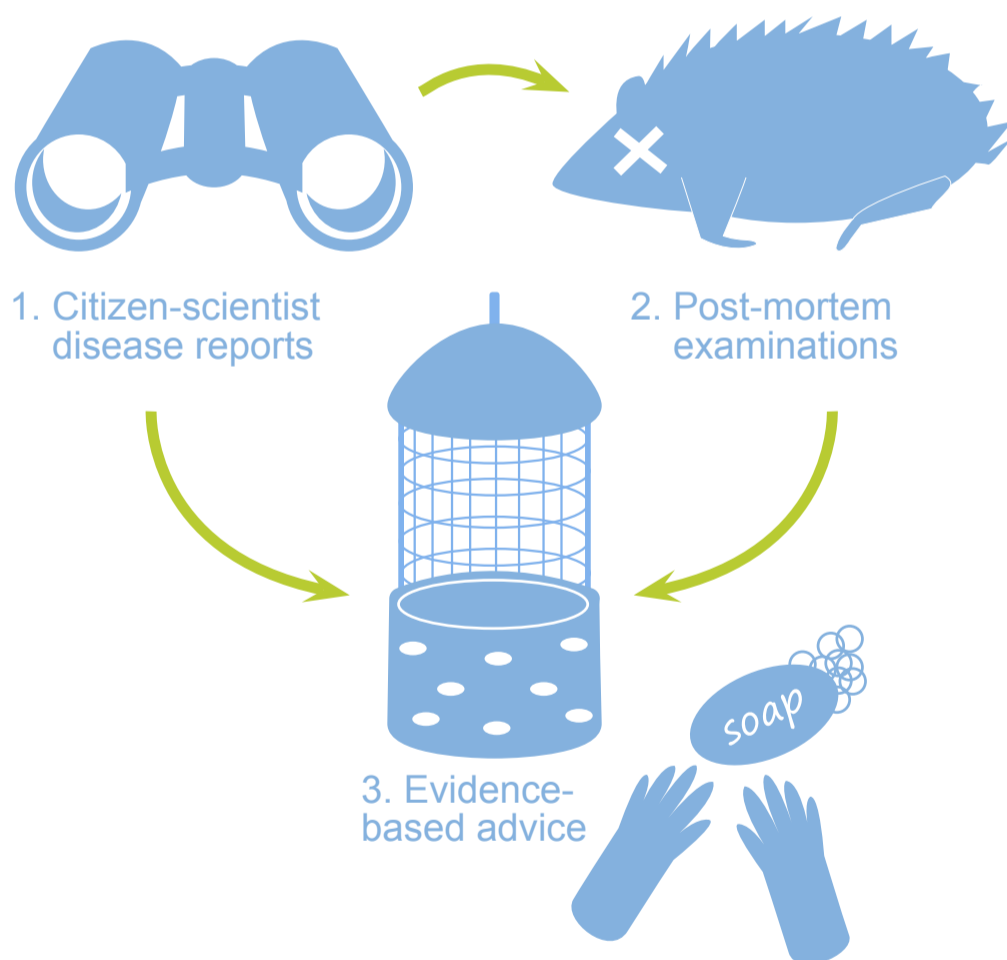 1. Citizen-scientist
disease reports
2. Post-mortem
examinations
soap
3. Evidence-
based advice